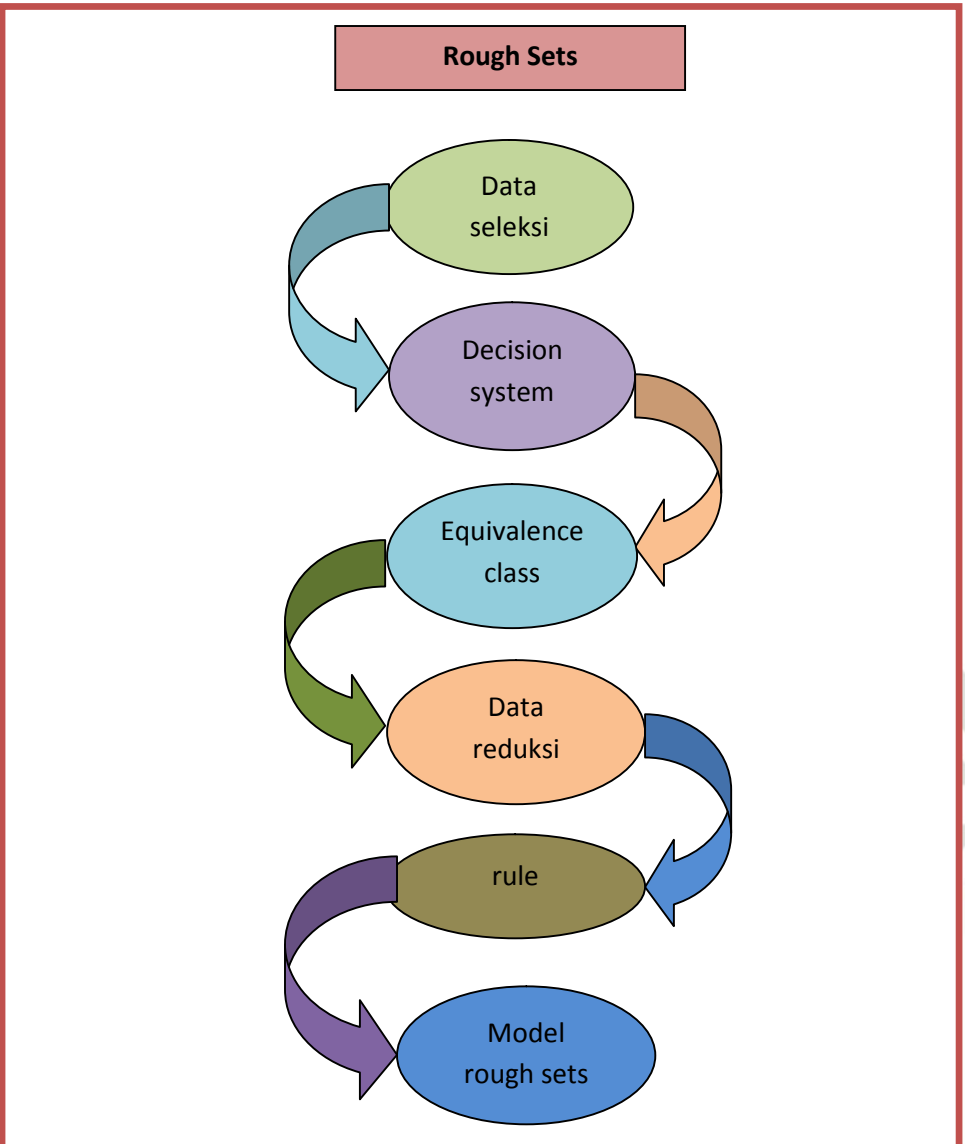 Rough Sets
Data
seleksi
Decision
system
Equivalence
class
Data
reduksi
rule
Model
rough sets